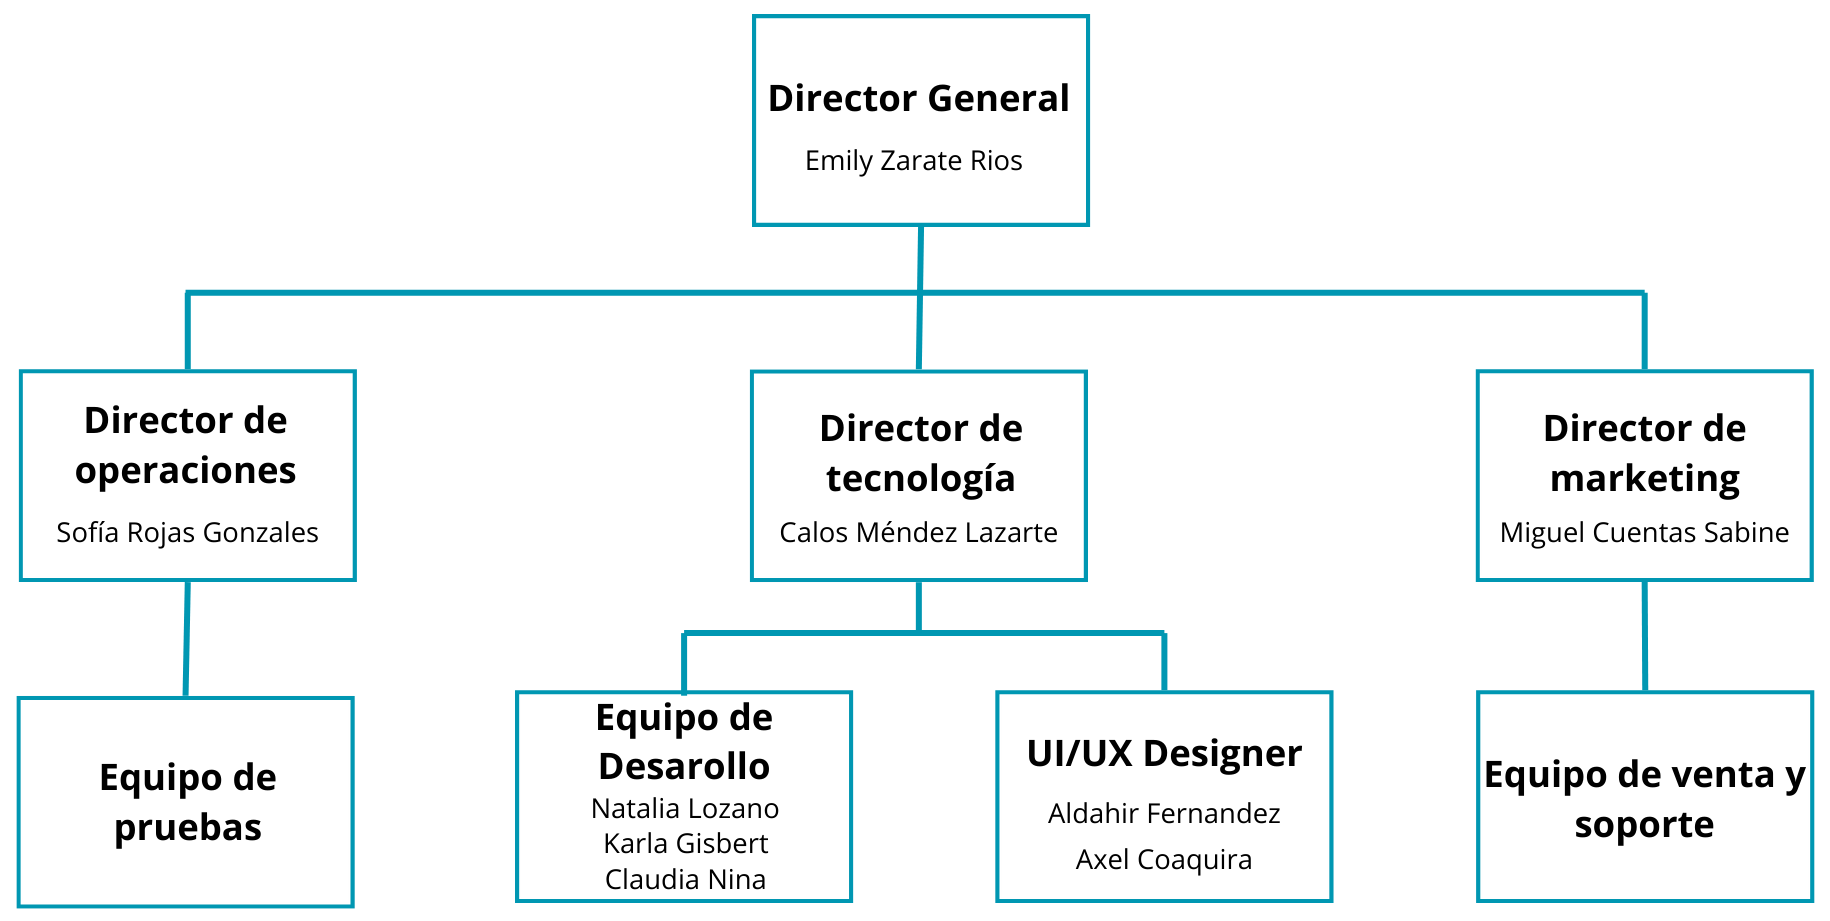 Director General
Emily Zarate Rios
Director de
operaciones
Sofía Rojas Gonzales
Director de
tecnología
Calos Méndez Lazarte
Director de
marketing
Miguel Cuentas Sabine
Equipo de
pruebas
Equipo de
Desarollo
Natalia Lozano
Karla Gisbert
Claudia Nina
UI/UX Designer
Aldahir Fernandez
Axel Coaquira
Equipo de venta y
soporte